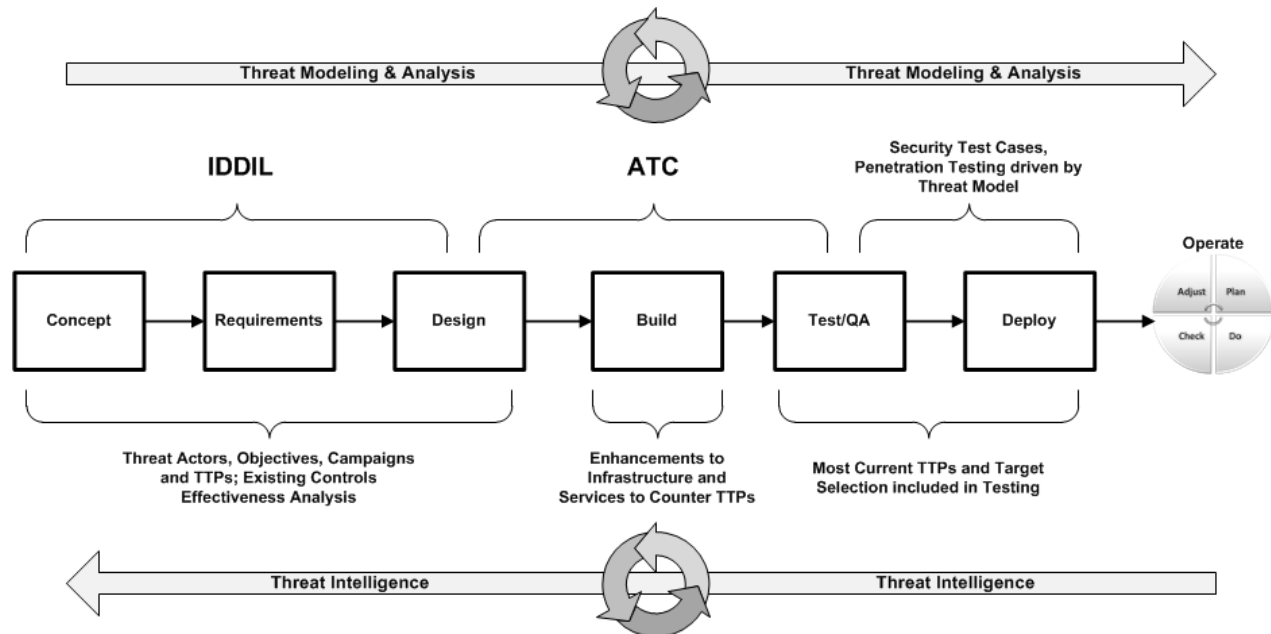 Threat Modeling & Analysis
Threat Modeling & Analysis
IDDIL
ATC
Security Test Cases,
Penetration Testing driven by
Threat Model
Concept
Requirements
Design
Build
Test/QA
Deploy
Operate
Adjust
Plan
Check
Do
Threat Actors, Objectives, Campaigns
and TTPs; Existing Controls
Effectiveness Analysis
Enhancements to
Infrastructure and
Services to Counter TTPs
Most Current TTPs and Target
Selection included in Testing
Threat Intelligence
Threat Intelligence